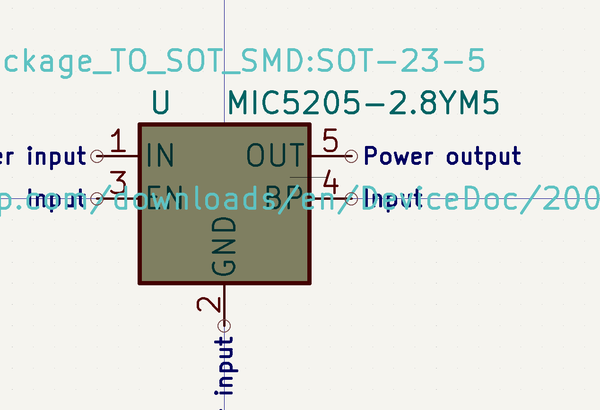 ckage_TO_SOT_SMD:SOT-23-5
U MIC5205-2.8YM5
er input 1 IN OUT 5 Power output
Input 3 EN BP 4 Input
p.com/downloads/en/DeviceDoc/200
GND
2
input